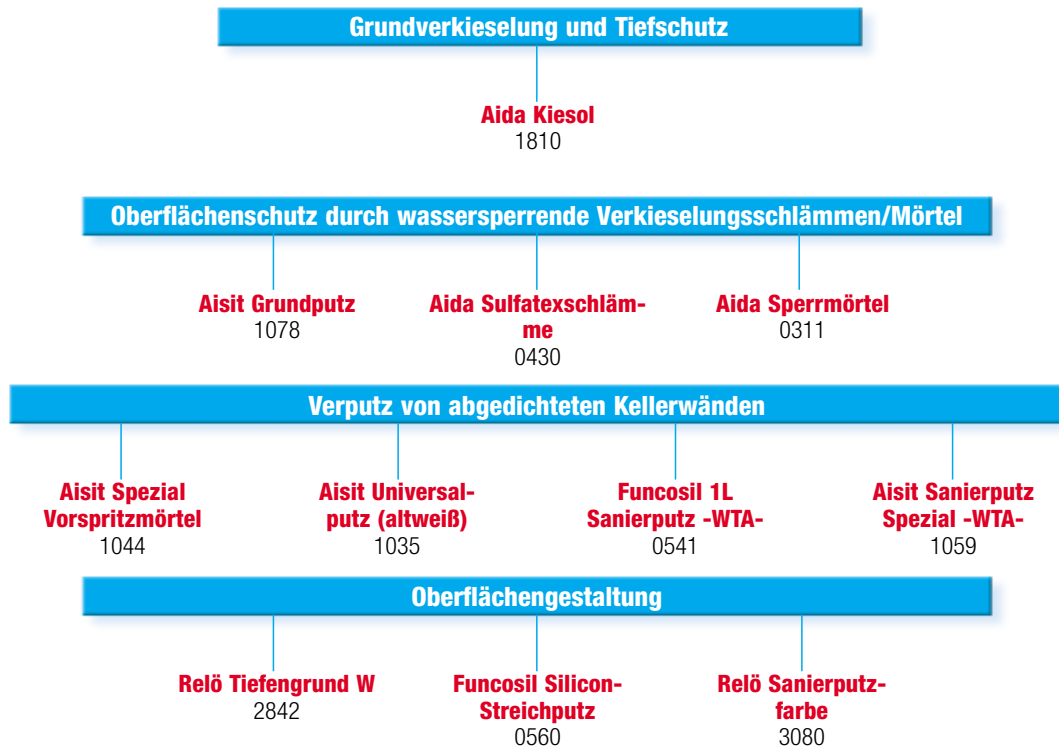 Grundverkieselung und Tiefschutz
Aida Kiesol
1810
Oberflächenschutz durch wassersperrende Verkieselungsschlämmen/Mörtel
Aisit Grundputz
1078
Aida Sulfatexschläm-
me
0430
Aida Sperrmörtel
0311
Verputz von abgedichteten Kellerwänden
Aisit Spezial
Vorspritzmörtel
1044
Aisit Universal-
putz (altweiß)
1035
Funcosil 1L
Sanierputz -WTA-
0541
Aisit Sanierputz
Spezial -WTA-
1059
Oberflächengestaltung
Relö Tiefengrund W
2842
Funcosil Silicon-
Streichputz
0560
Relö Sanierputz-
farbe
3080